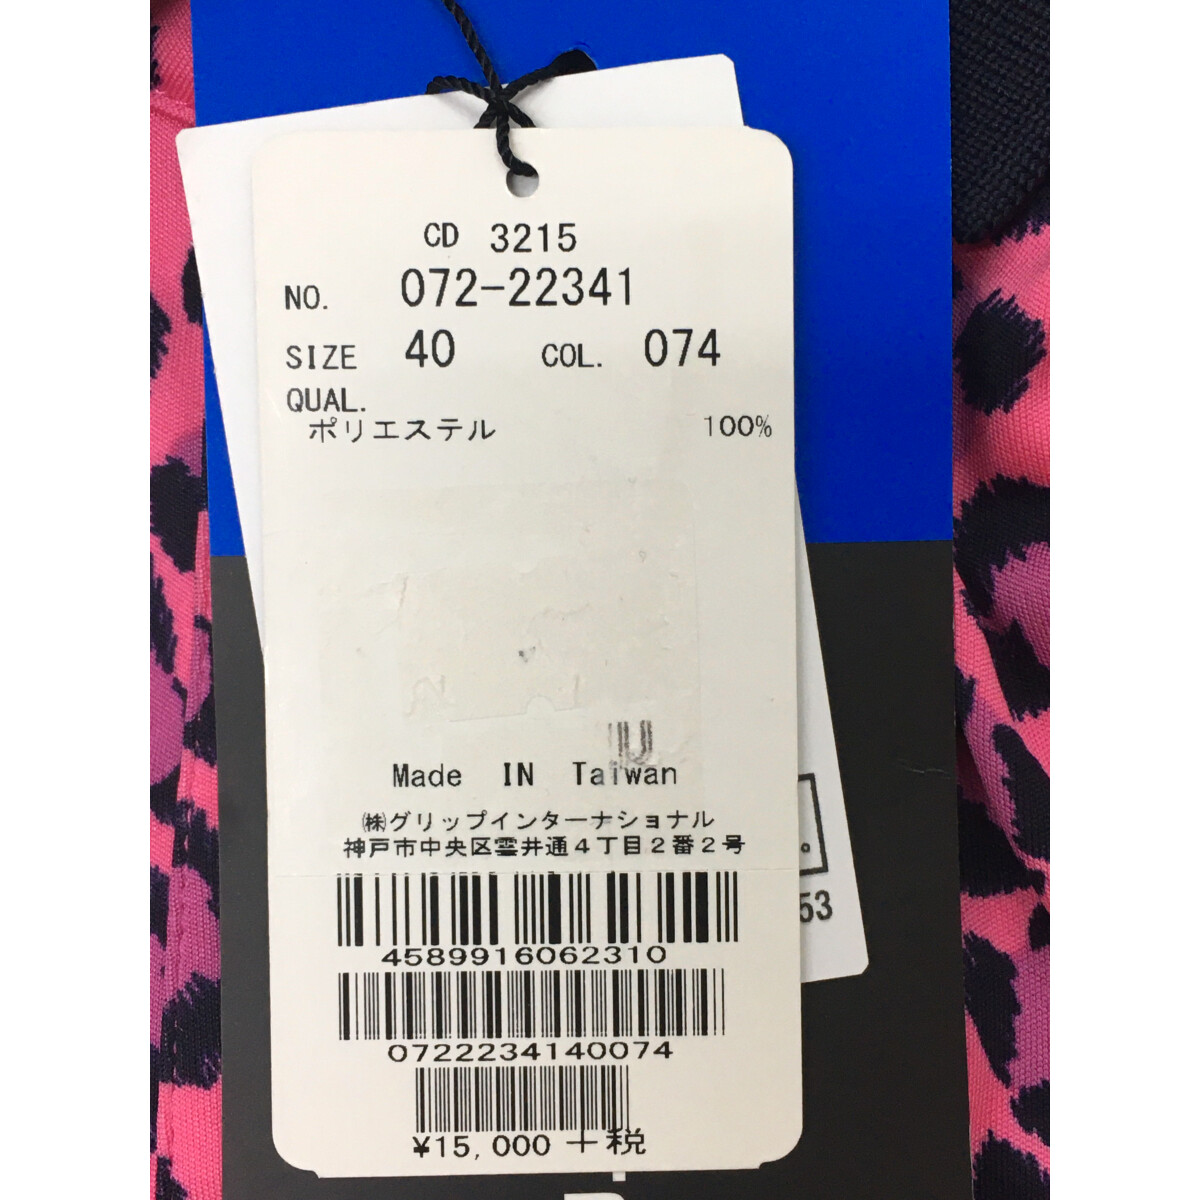 CD 3215
NO. 072-22341
SIZE 40 COL. 074
QUAL.
ポリエステル 100%
Made IN Taiwan
㈱グリップインターナショナル
神戸市中央区雲井通4丁目2番2号
4589916062310
0722234140074
¥15,000 +税
53